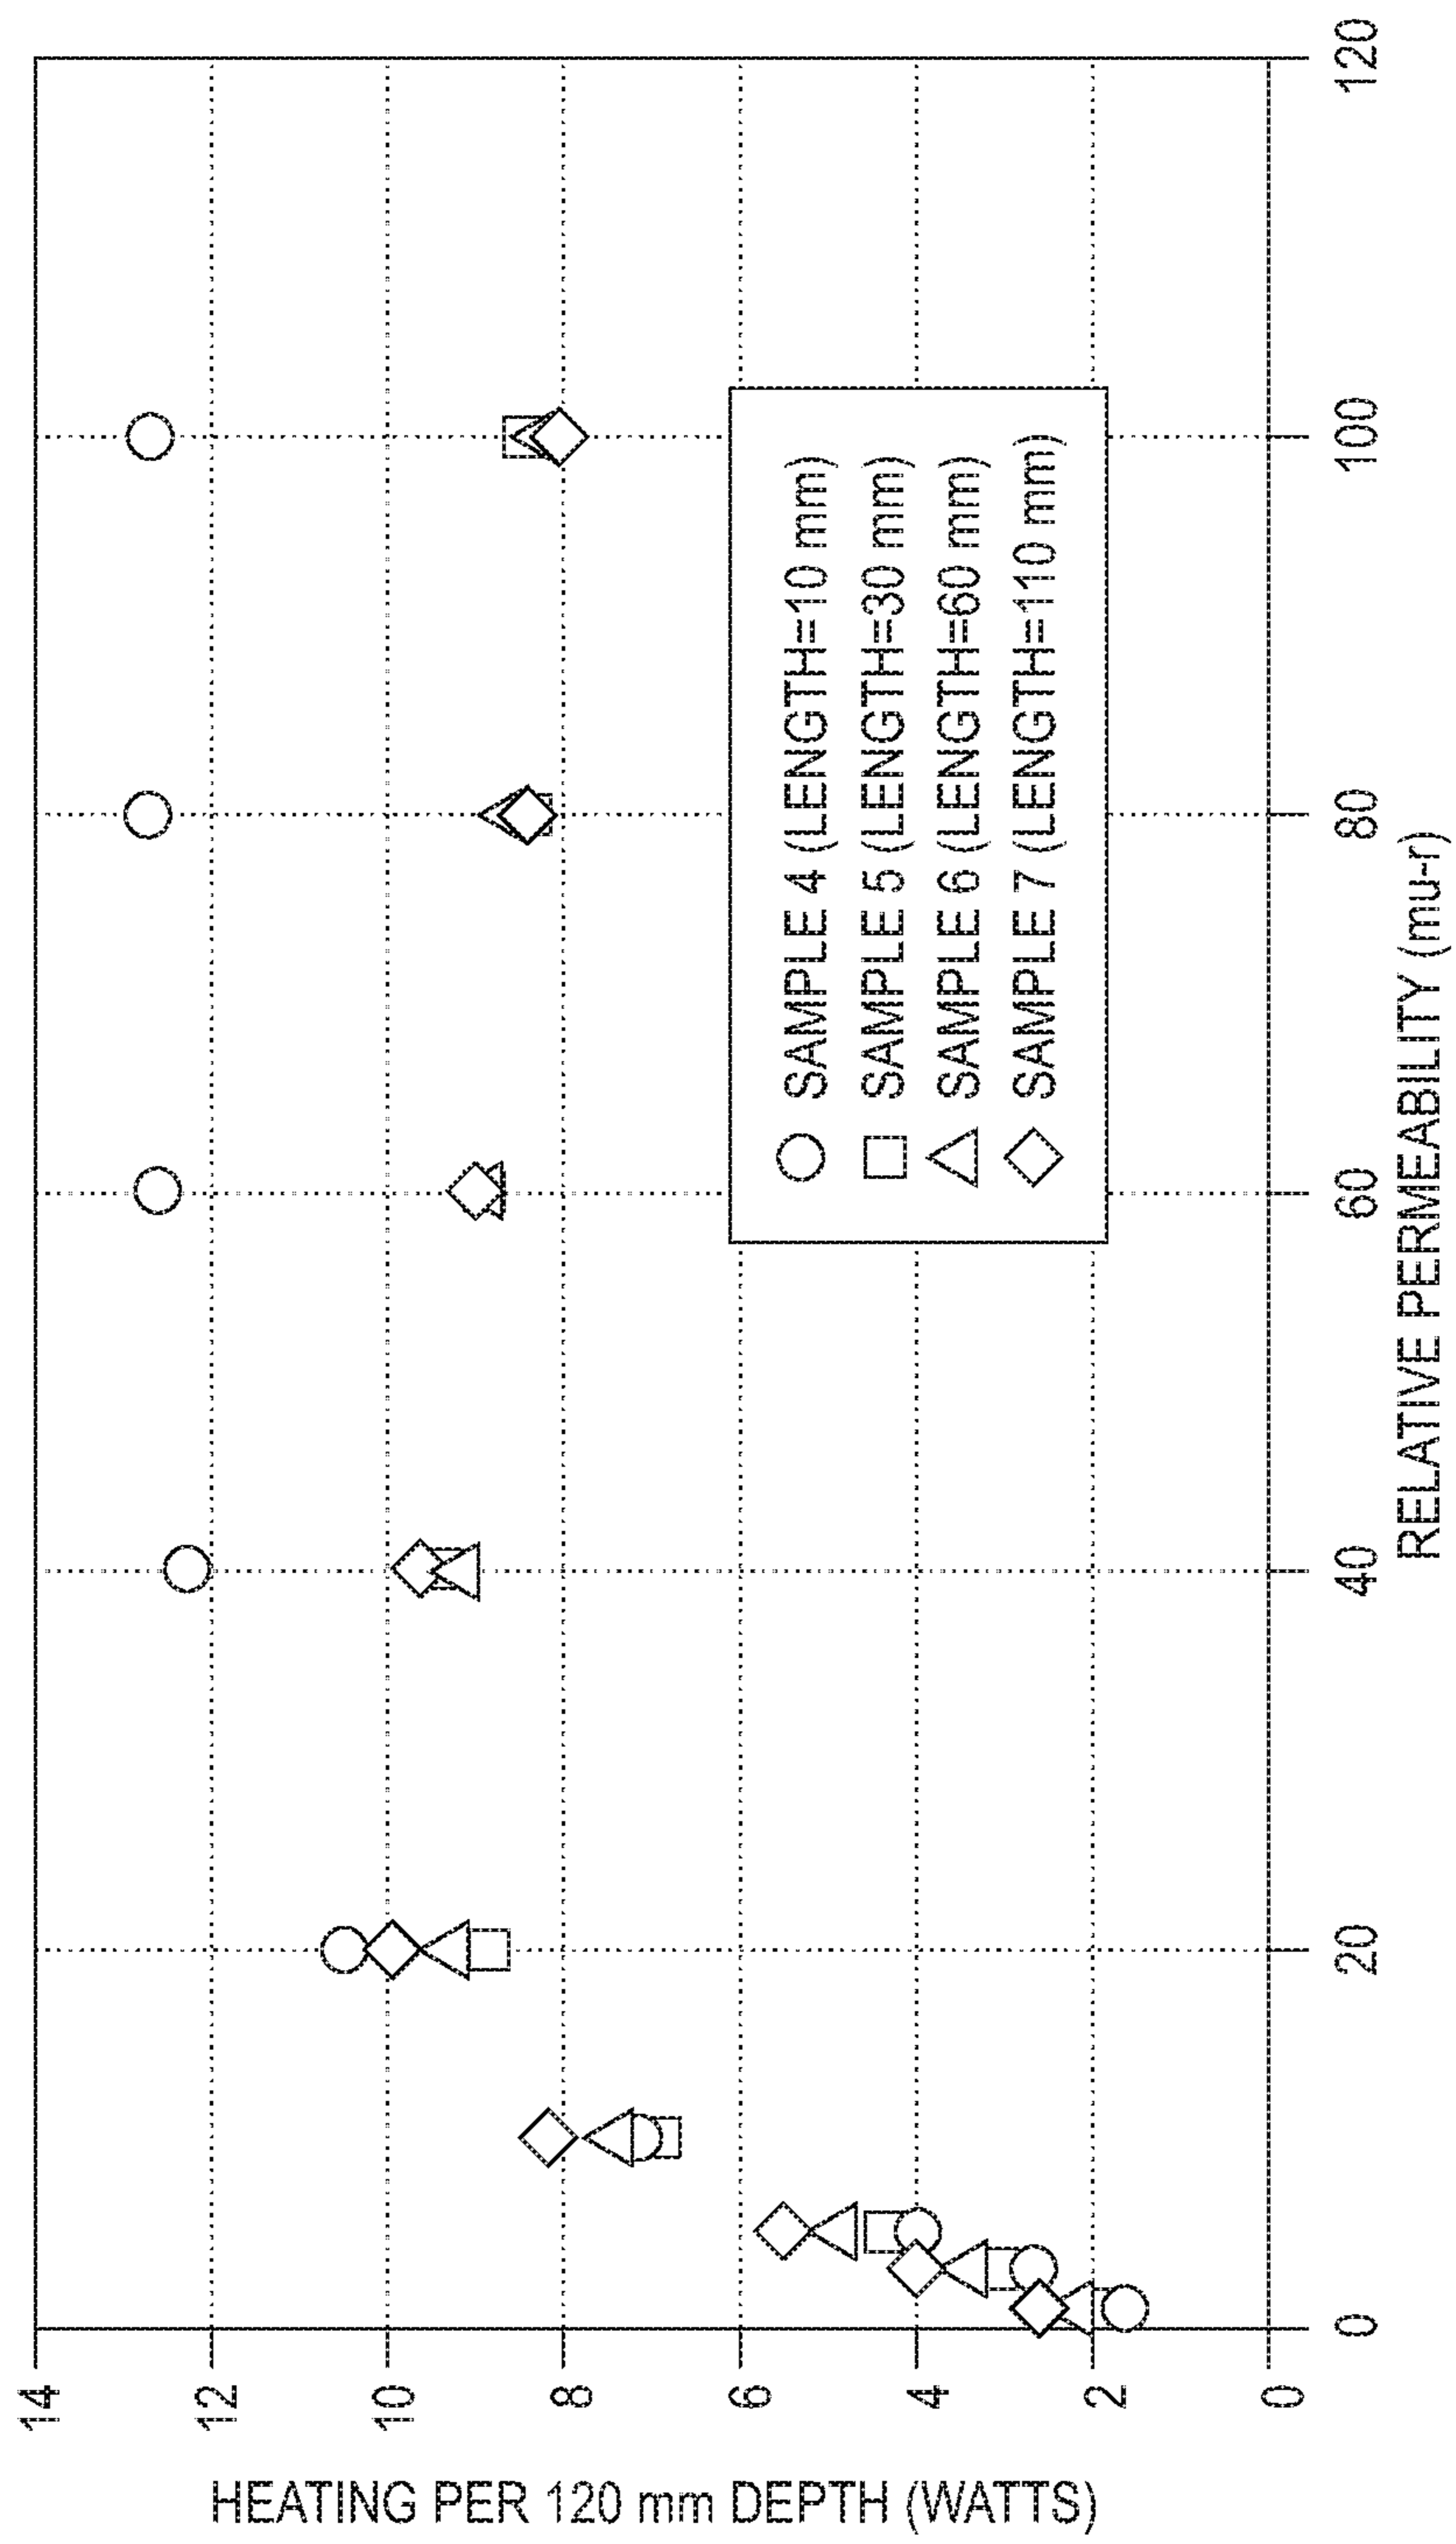 HEATING PER 120 mm DEPTH (WATTS)
14
12
10
8
6
4
2
0
SAMPLE 4 (LENGTH=10 mm)
SAMPLE 5 (LENGTH=30 mm)
SAMPLE 6 (LENGTH=60 mm)
SAMPLE 7 (LENGTH=110 mm)
0 20 40 60 80 100 120
RELATIVE PERMEABILITY (mu-r)